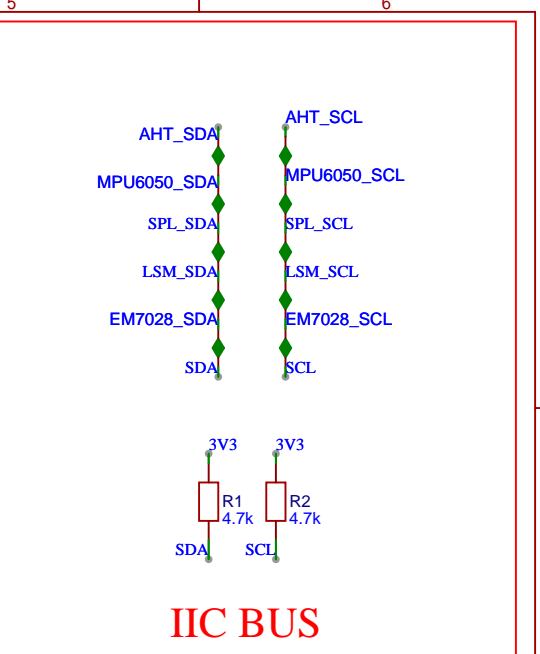 5 6
AHT_SDA AHT_SCL
MPU6050_SDA MPU6050_SCL
SPL_SDA SPL_SCL
LSM_SDA LSM_SCL
EM7028_SDA EM7028_SCL
SDA SCL
3V3 3V3
R1 R2
4.7k 4.7k
SDA SCL
IIC BUS